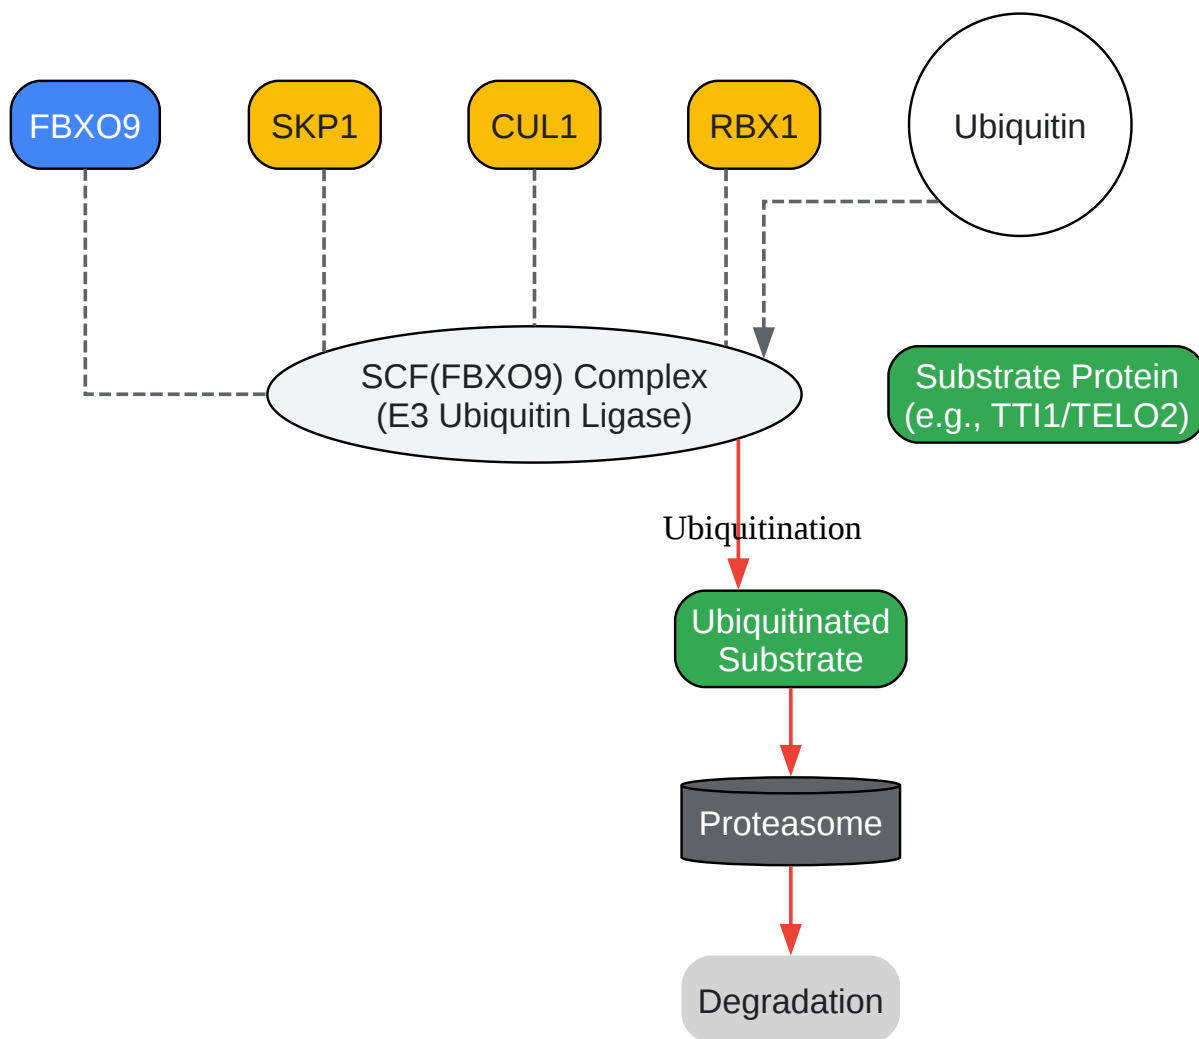 FBXO9
SKP1
CUL1
RBX1
Ubiquitin
SCF(FBXO9) Complex
(E3 Ubiquitin Ligase)
Substrate Protein
(e.g., TTI1/TELO2)
Ubiquitination
Ubiquitinated
Substrate
Proteasome
Degradation